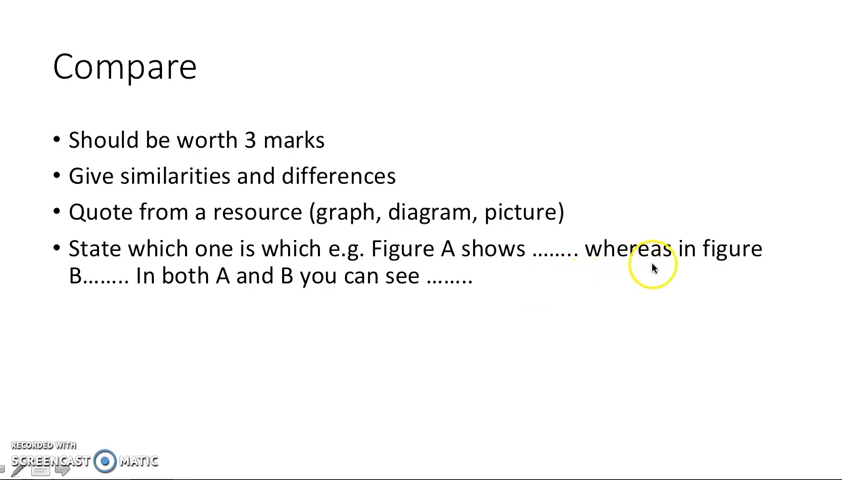 Compare
• Should be worth 3 marks
• Give similarities and differences
• Quote from a resource (graph, diagram, picture)
• State which one is which e.g. Figure A shows …….. whereas in figure
B…….. In both A and B you can see ……..
RECORDED WITH
SCREENCAST MATIC